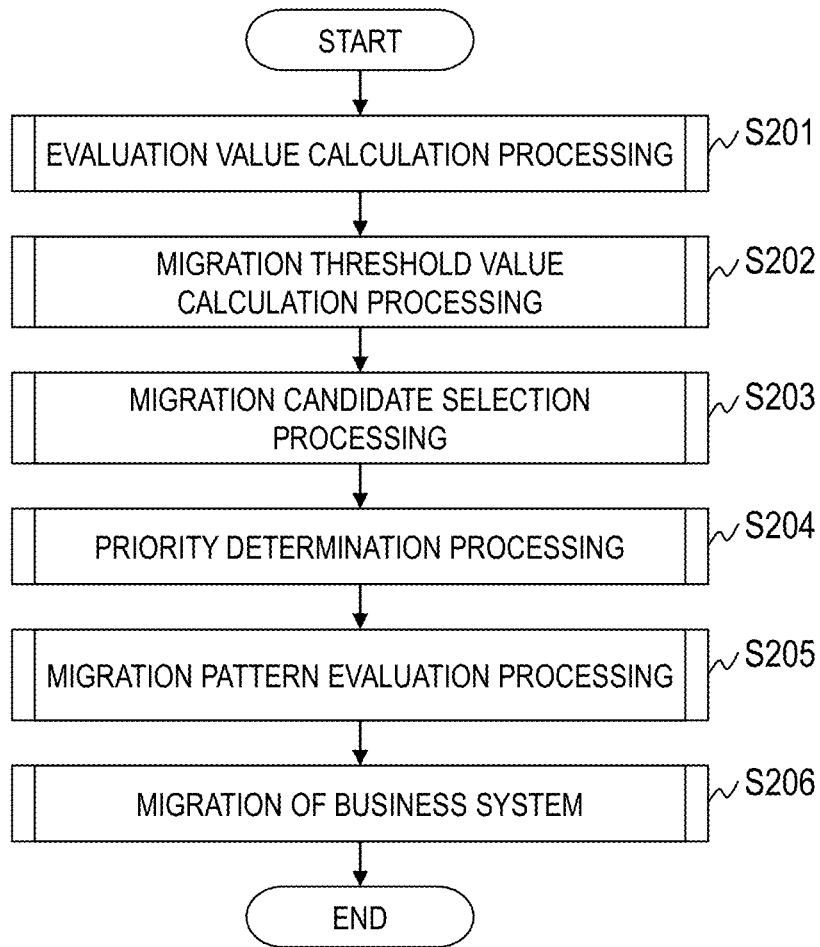 START
EVALUATION VALUE CALCULATION PROCESSING
S201
MIGRATION THRESHOLD VALUE
CALCULATION PROCESSING
S202
MIGRATION CANDIDATE SELECTION
PROCESSING
S203
PRIORITY DETERMINATION PROCESSING
S204
MIGRATION PATTERN EVALUATION PROCESSING
S205
MIGRATION OF BUSINESS SYSTEM
S206
END